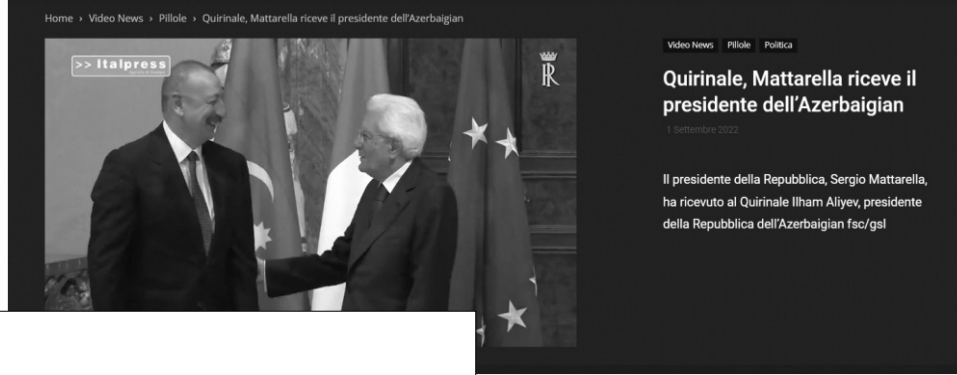 Home › Video News › Pillole › Quirinale, Mattarella riceve il presidente dell'Azerbaigian
>> Italpress
Video News Pillole Politica
Quirinale, Mattarella riceve il
presidente dell'Azerbaigian
1 Settembre 2022
Il presidente della Repubblica, Sergio Mattarella,
ha ricevuto al Quirinale Ilham Aliyev, presidente
della Repubblica dell'Azerbaigian fsc/gsl